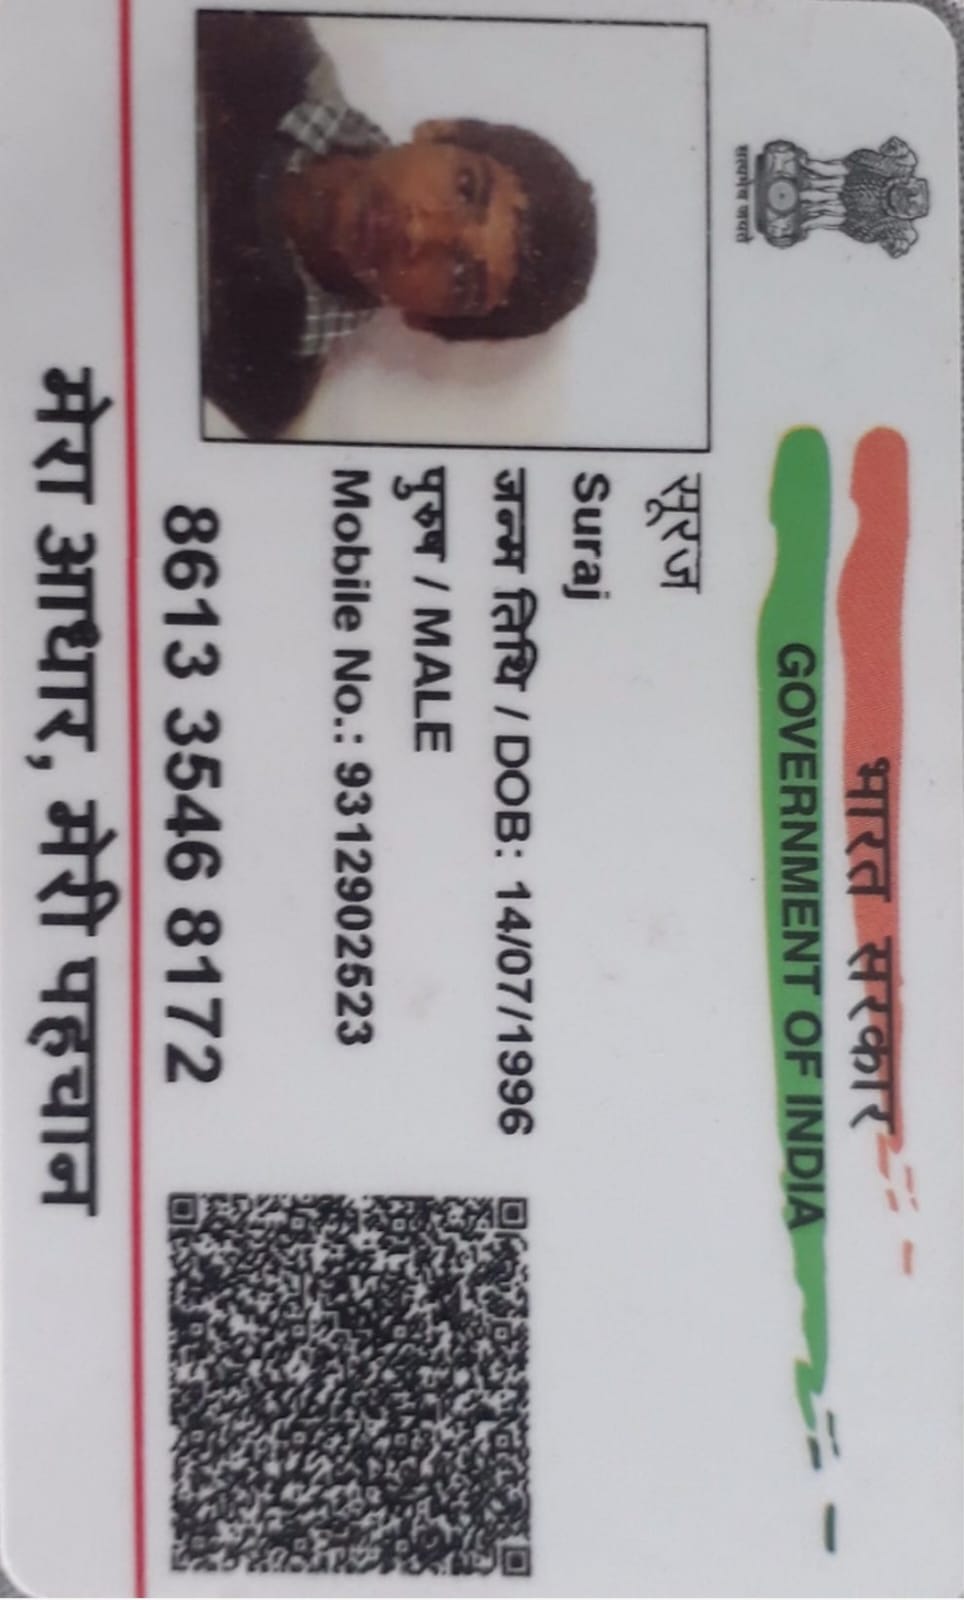 भारत सरकार
GOVERNMENT OF INDIA
सत्यमेव जयते
सूरज
Suraj
जन्म तिथि / DOB: 14/07/1996
पुरुष / MALE
Mobile No.: 9312902523
8613 3546 8172
मेरा आधार, मेरी पहचान